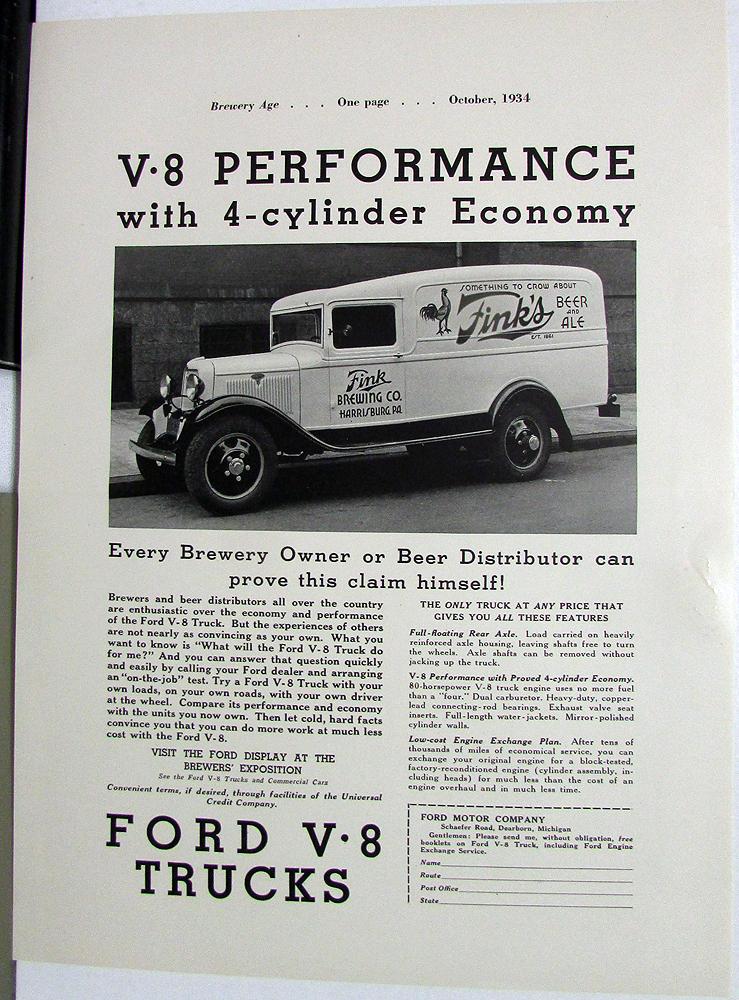 Brewery Age . . . One page . . . October, 1934
V·8 PERFORMANCE
with 4-cylinder Economy
SOMETHING TO CROW ABOUT
Fink's
BEER
AND
ALE
EST. 1861
Fink
BREWING CO.
HARRISBURG, PA.
Every Brewery Owner or Beer Distributor can
prove this claim himself!
Brewers and beer distributors all over the country
are enthusiastic over the economy and performance
of the Ford V-8 Truck. But the experiences of others
are not nearly as convincing as your own. What you
want to know is "What will the Ford V-8 Truck do
for me?" And you can answer that question quickly
and easily by calling your Ford dealer and arranging
an "on-the-job" test. Try a Ford V-8 Truck with your
own loads, on your own roads, with your own driver
at the wheel. Compare its performance and economy
with the units you now own. Then let cold, hard facts
convince you that you can do more work at much less
cost with the Ford V-8.
VISIT THE FORD DISPLAY AT THE
BREWERS' EXPOSITION
See the Ford V-8 Trucks and Commercial Cars
Convenient terms, if desired, through facilities of the Universal
Credit Company.
FORD V·8
TRUCKS
THE ONLY TRUCK AT ANY PRICE THAT
GIVES YOU ALL THESE FEATURES
Full-floating Rear Axle. Load carried on heavily
reinforced axle housing, leaving shafts free to turn
the wheels. Axle shafts can be removed without
jacking up the truck.
V-8 Performance with Proved 4-cylinder Economy.
80-horsepower V-8 truck engine uses no more fuel
than a "four." Dual carburetor. Heavy-duty, copper-
lead connecting-rod bearings. Exhaust valve seat
inserts. Full-length water-jackets. Mirror-polished
cylinder walls.
Low-cost Engine Exchange Plan. After tens of
thousands of miles of economical service, you can
exchange your original engine for a block-tested,
factory-reconditioned engine (cylinder assembly, in-
cluding heads) for much less than the cost of an
engine overhaul and in much less time.
FORD MOTOR COMPANY
Schaefer Road, Dearborn, Michigan
Gentlemen: Please send me, without obligation, free
booklets on Ford V-8 Truck, including Ford Engine
Exchange Service.
Name
Route
Post Office
State